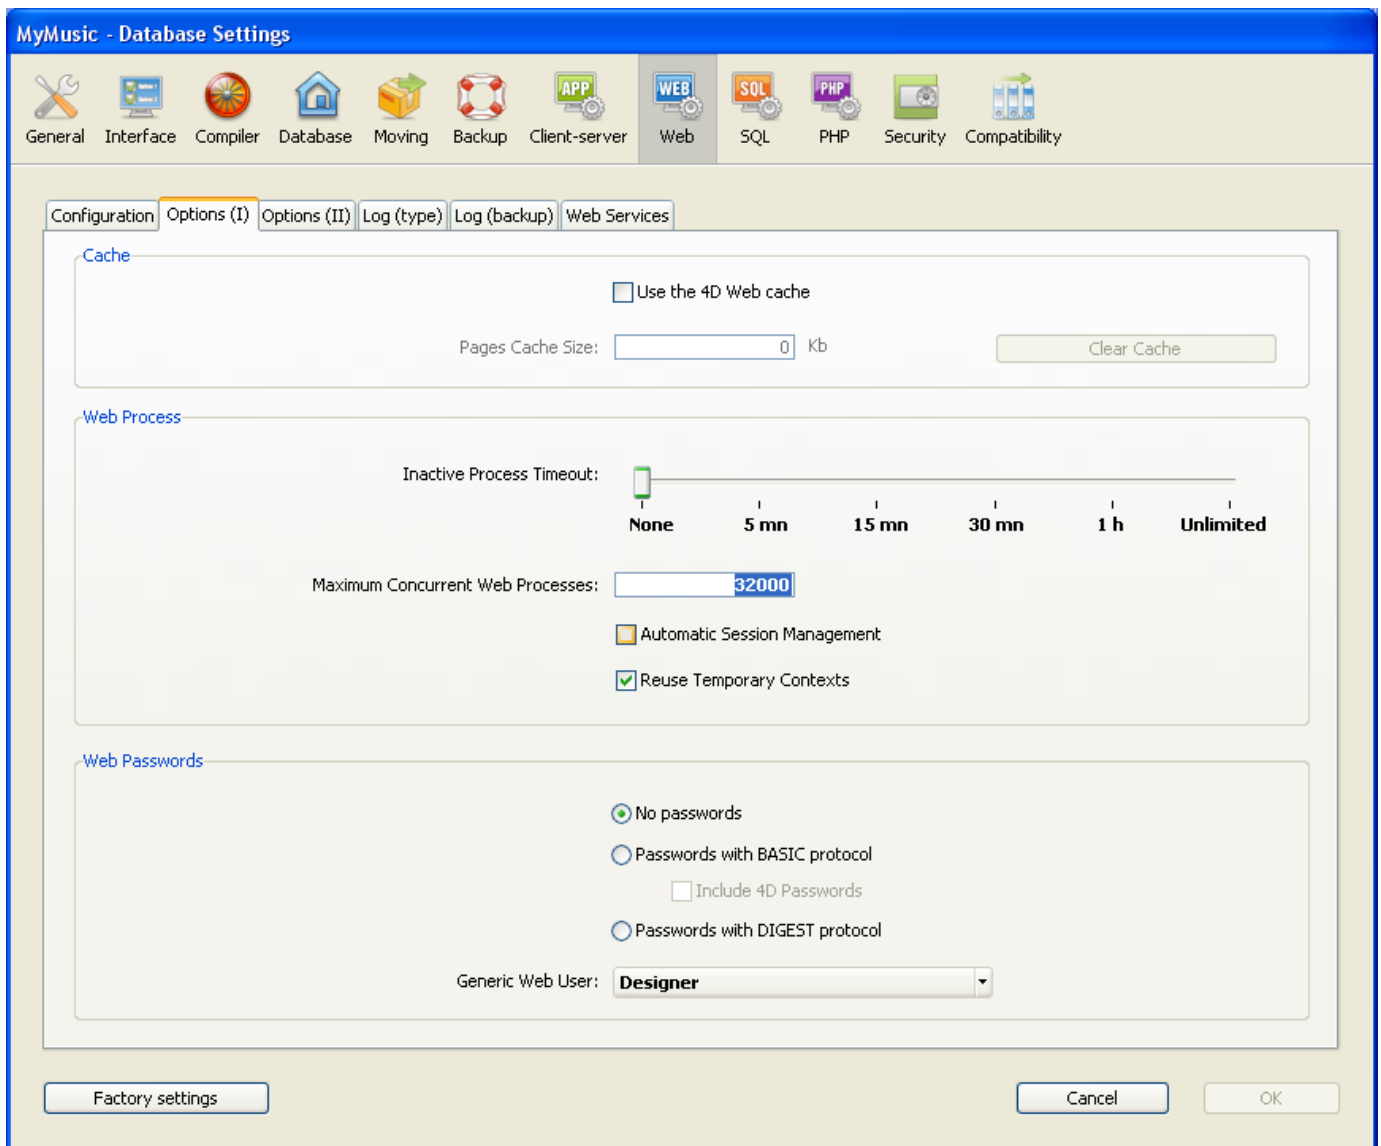 MyMusic - Database Settings
APP WEB SQL PHP
General Interface Compiler Database Moving Backup Client-server Web SQL PHP Security Compatibility
Configuration Options (I) Options (II) Log (type) Log (backup) Web Services
Cache
Use the 4D Web cache
Pages Cache Size: 0 Kb Clear Cache
Web Process
Inactive Process Timeout:
None 5 mn 15 mn 30 mn 1 h Unlimited
Maximum Concurrent Web Processes: 32000
Automatic Session Management
Reuse Temporary Contexts
Web Passwords
No passwords
Passwords with BASIC protocol
Include 4D Passwords
Passwords with DIGEST protocol
Generic Web User: Designer
Factory settings Cancel OK